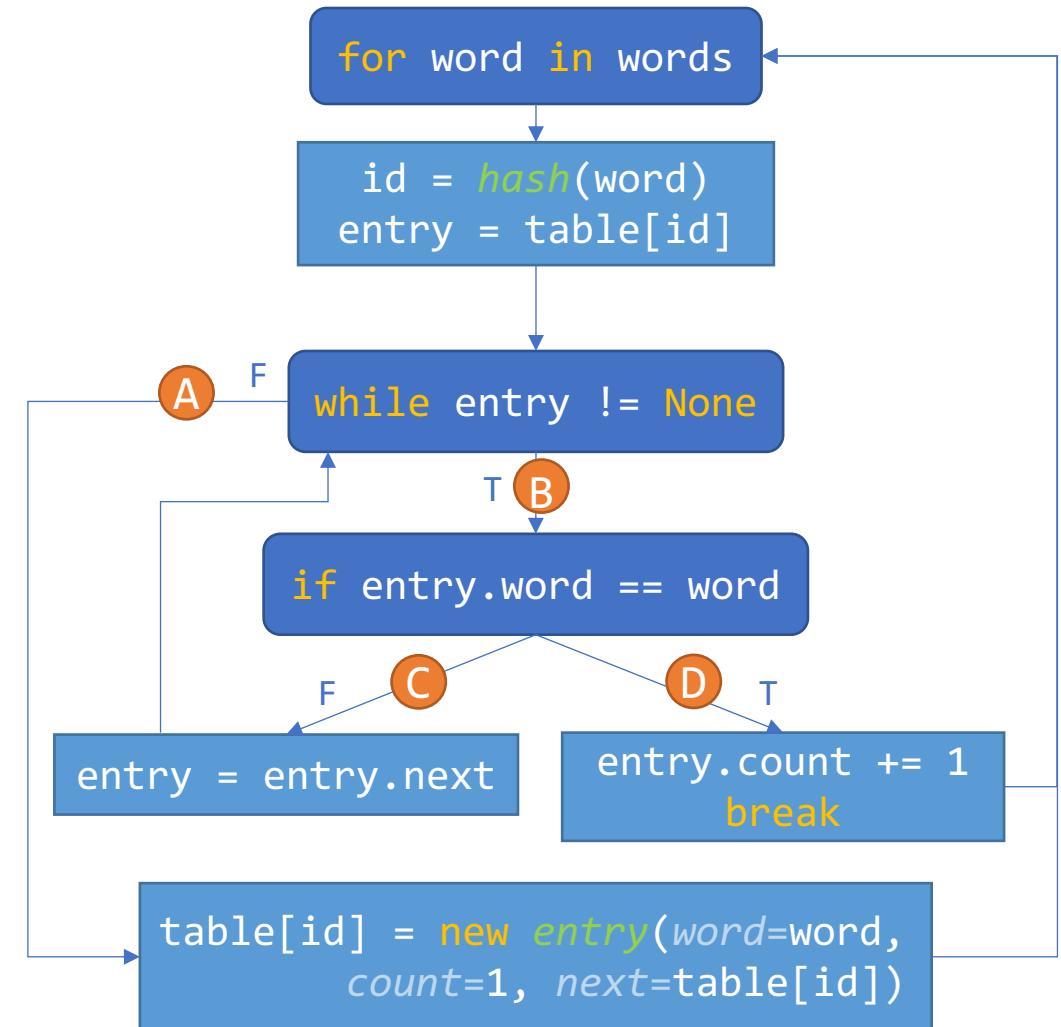 for word in words
id = hash(word)
entry = table[id]
A
F
while entry != None
T
B
if entry.word == word
F
C
D
T
entry = entry.next
entry.count += 1
break
table[id] = new entry(word=word,
count=1, next=table[id])